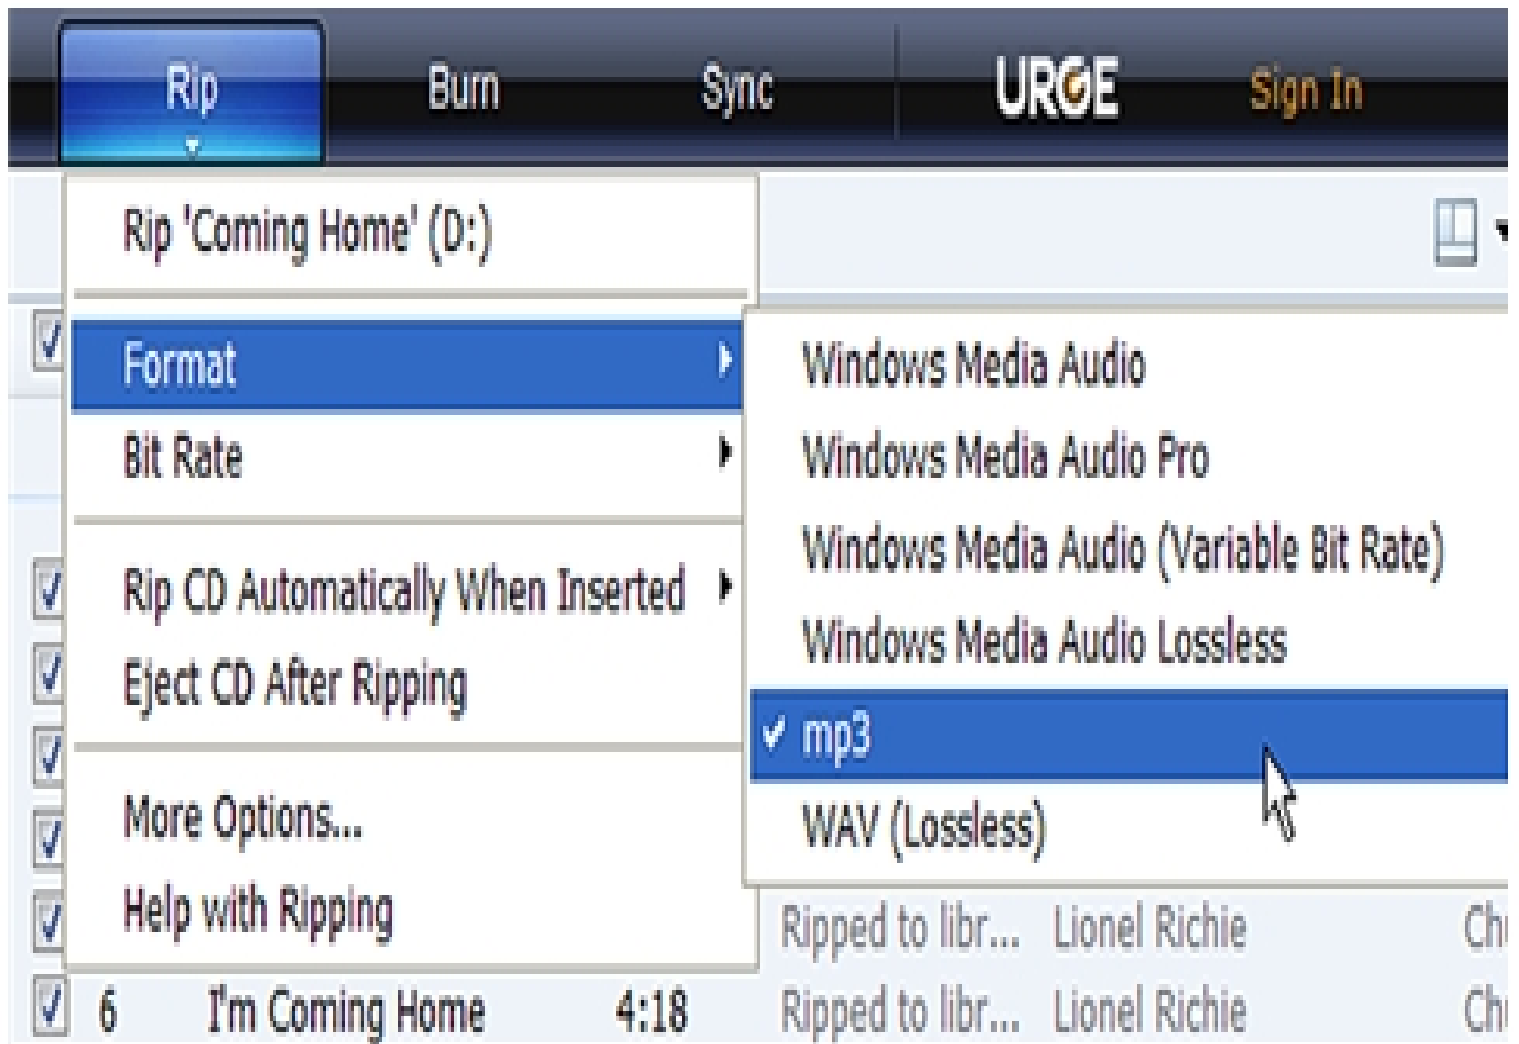 Rip Burn Sync URGE Sign In
Rip 'Coming Home' (D:)
Format
Windows Media Audio
Bit Rate
Windows Media Audio Pro
Windows Media Audio (Variable Bit Rate)
Rip CD Automatically When Inserted
Windows Media Audio Lossless
Eject CD After Ripping
mp3
More Options...
WAV (Lossless)
Help with Ripping
Ripped to libr... Lionel Richie
6 I'm Coming Home 4:18 Ripped to libr... Lionel Richie